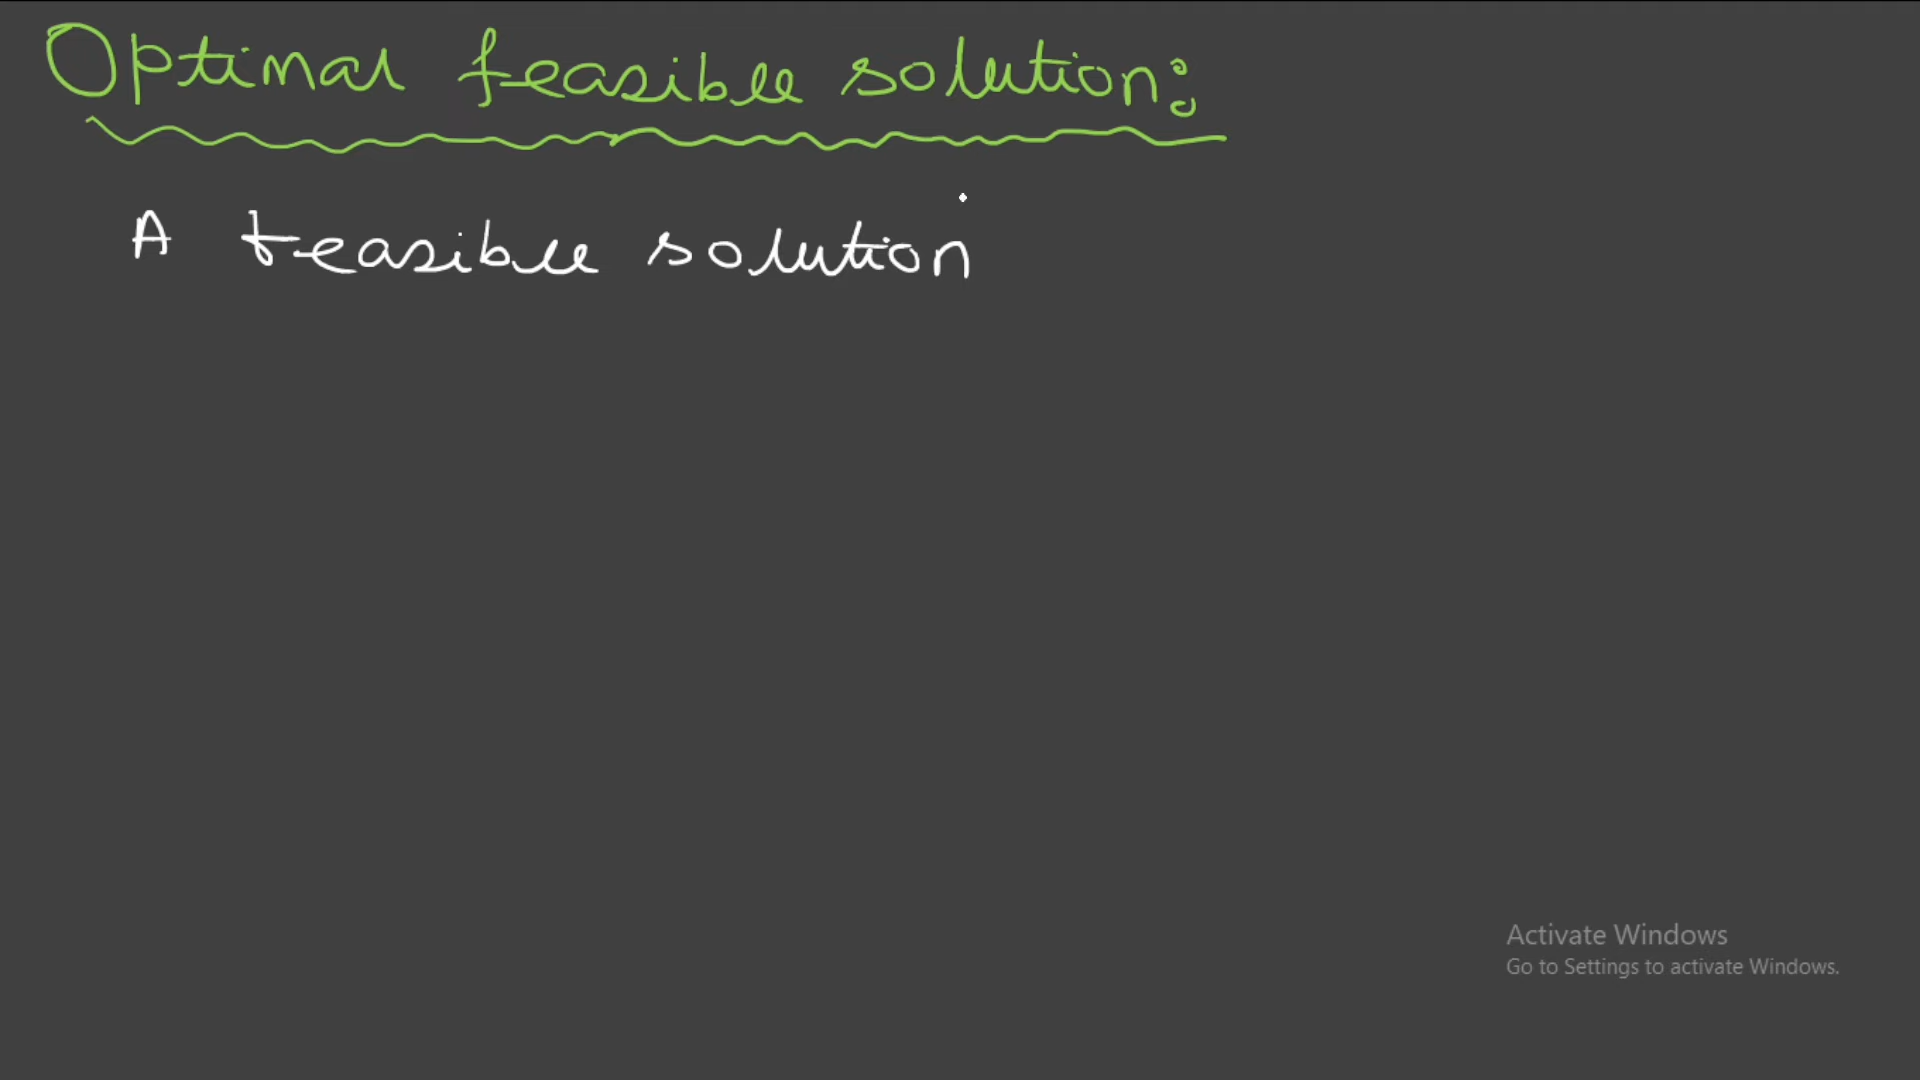 Optimal feasible solution:
A feasible solution
Activate Windows
Go to Settings to activate Windows.